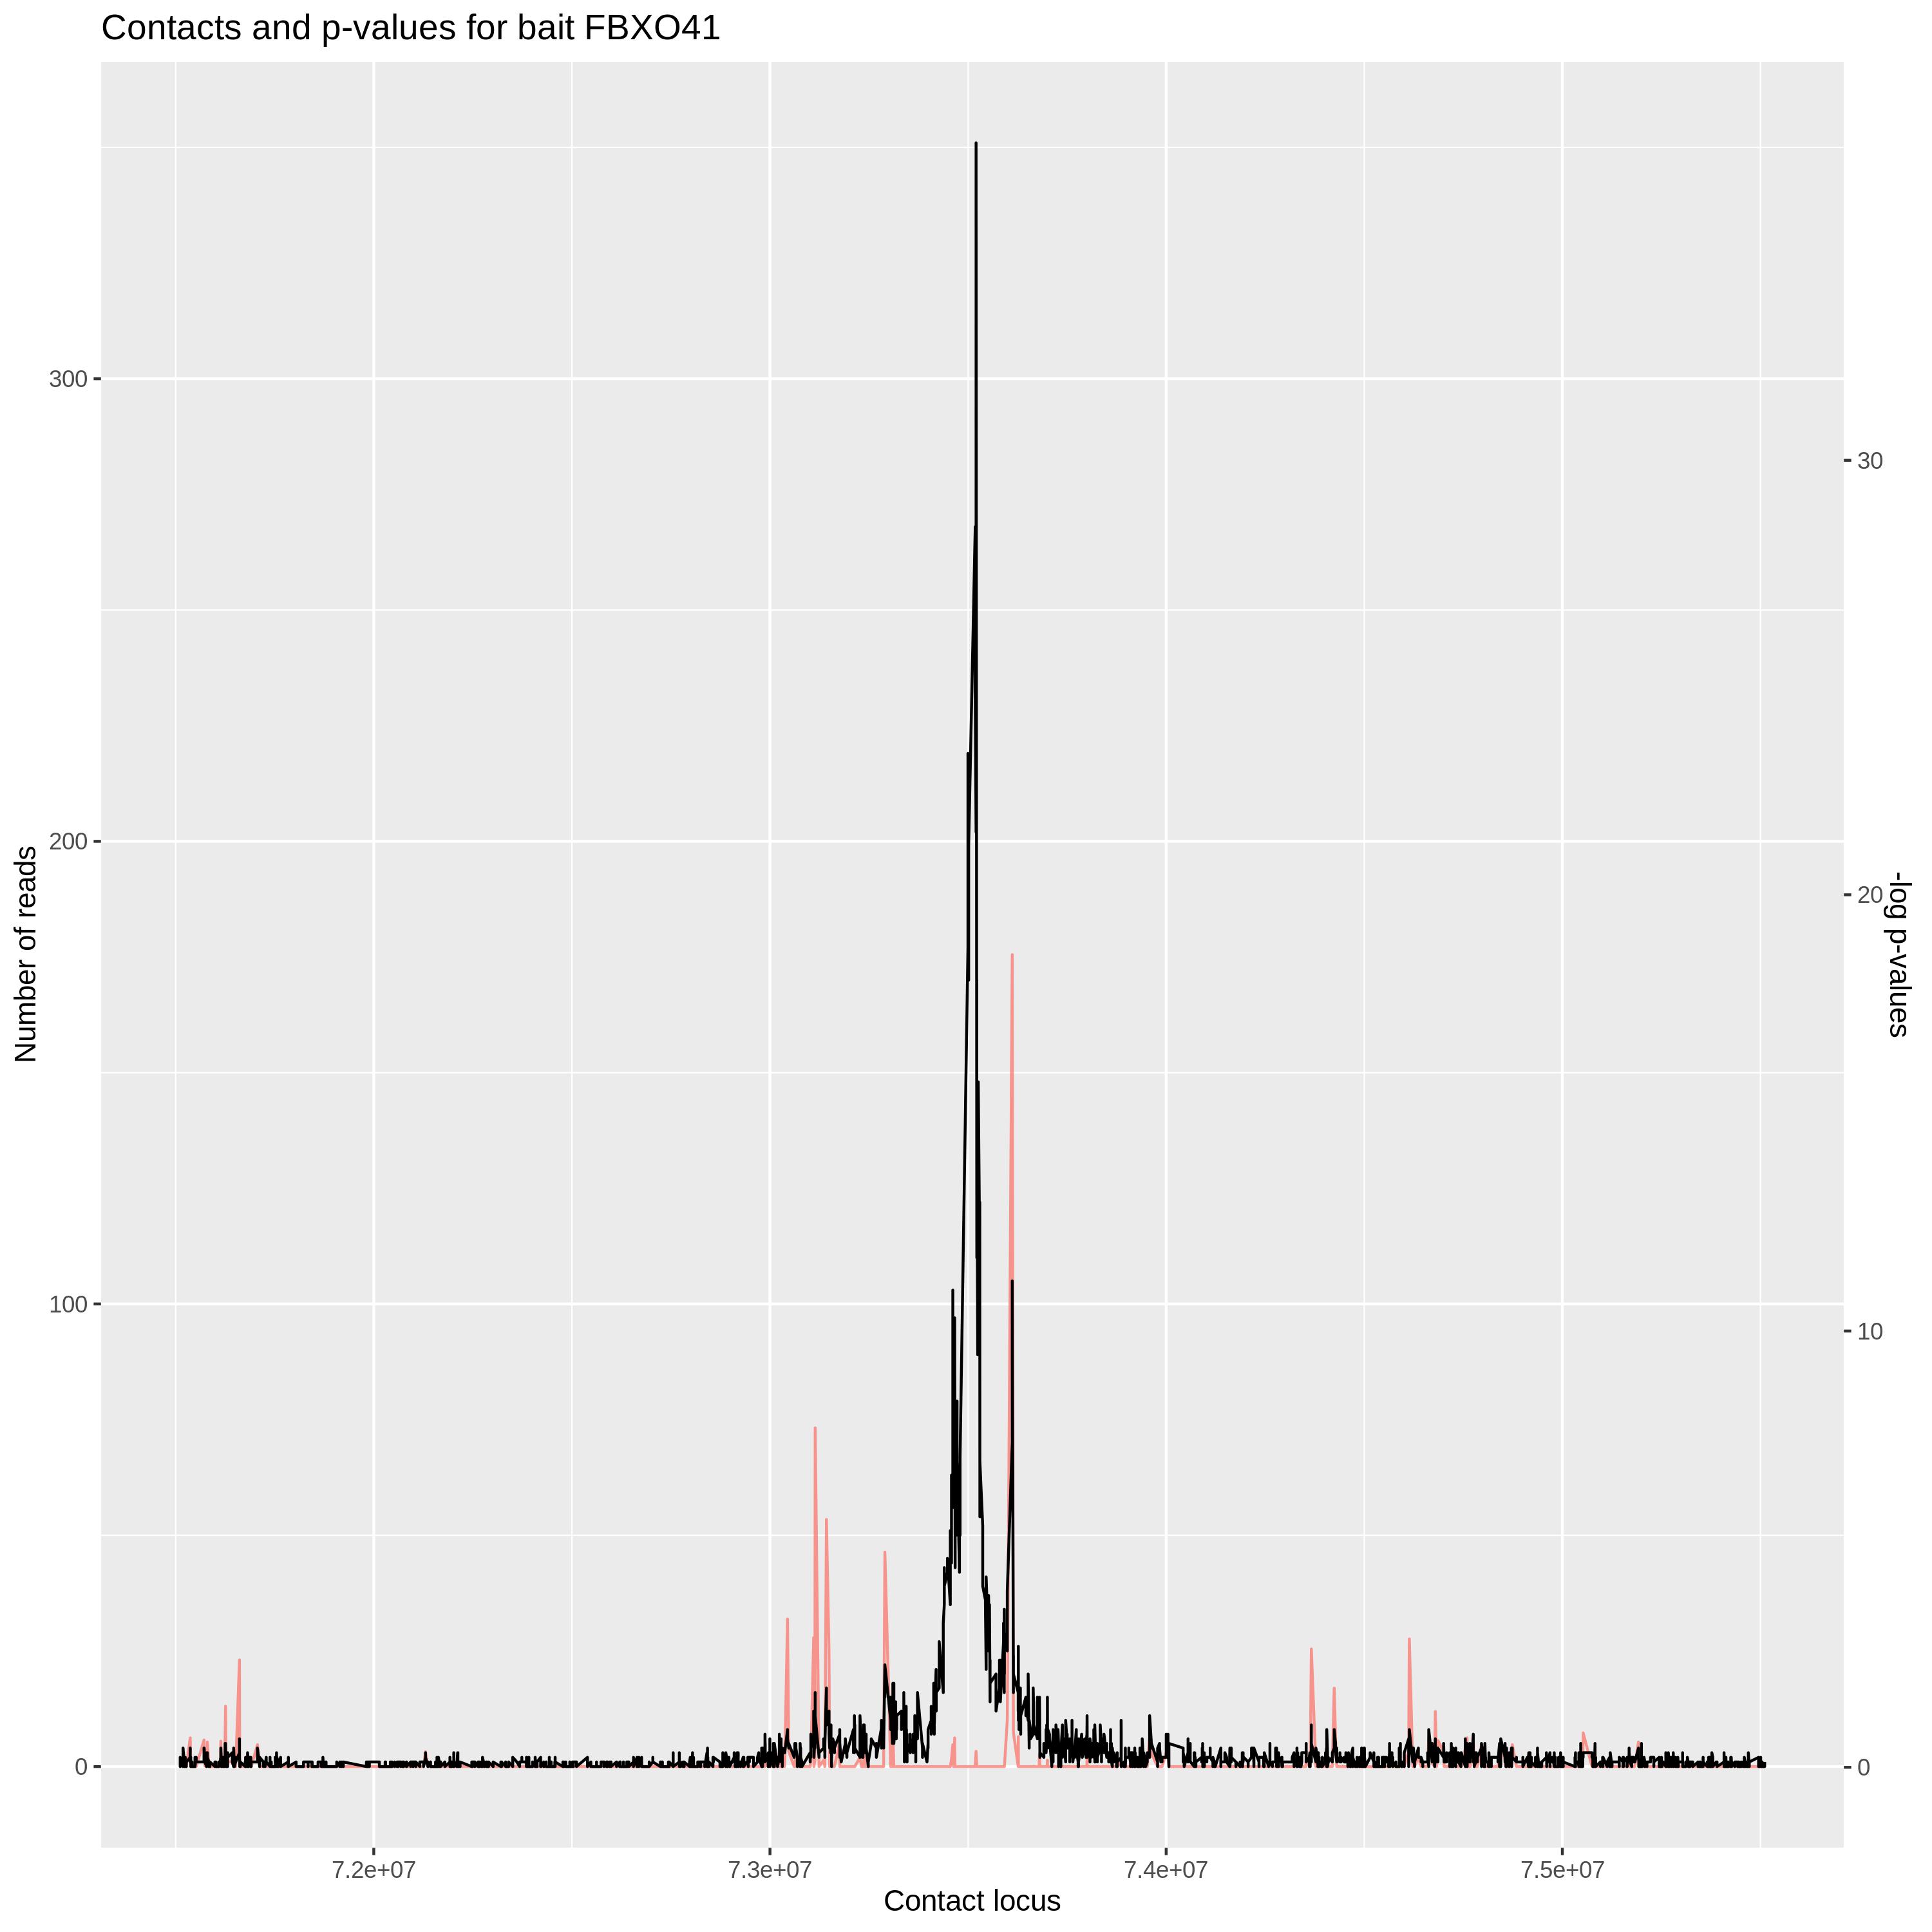 Contacts and p-values for bait FBXO41
300
200
100
0
Number of reads
30
20
10
0
-log p-values
7.2e+07
7.3e+07
7.4e+07
7.5e+07
Contact locus